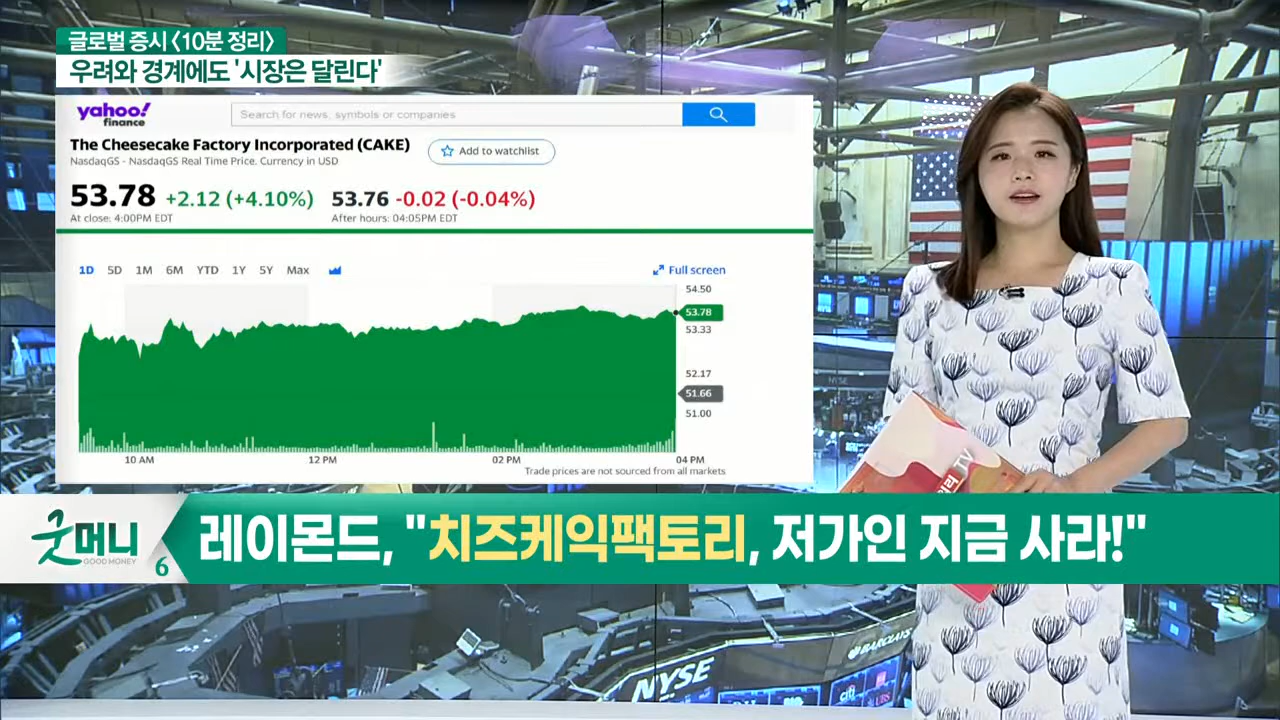 글로벌 증시 <10분 정리>
우려와 경계에도 '시장은 달린다'
yahoo!
finance
Search for news, symbols or companies
The Cheesecake Factory Incorporated (CAKE)
Add to watchlist
NasdaqGS - NasdaqGS Real Time Price. Currency in USD
53.78 +2.12 (+4.10%) 53.76 -0.02 (-0.04%)
At close: 4:00PM EDT After hours: 04:05PM EDT
1D 5D 1M 6M YTD 1Y 5Y Max Full screen
54.50
53.78
53.33
52.17
51.66
51.00
10 AM 12 PM 02 PM 04 PM
Trade prices are not sourced from all markets
NYSE
TV
굿머니
GOOD MONEY
6
레이몬드, "치즈케익팩토리, 저가인 지금 사라!"
BARCLAYS
NYSE
citi
UBS